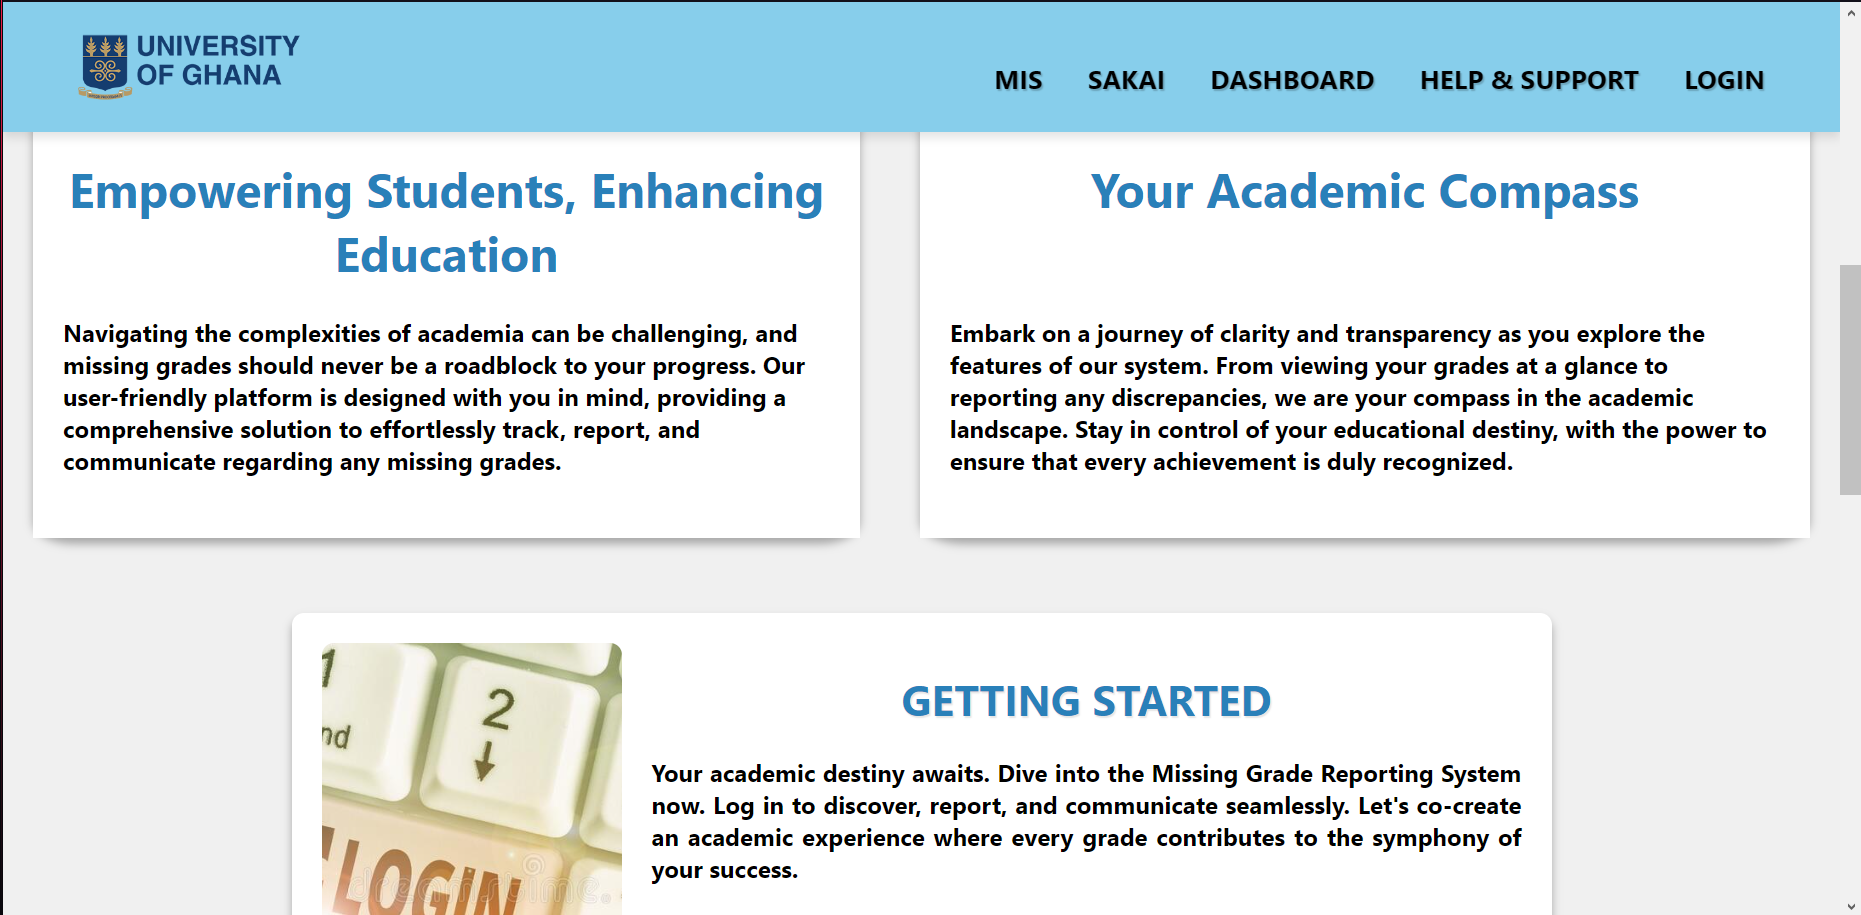 UNIVERSITY
OF GHANA
MIS SAKAI DASHBOARD HELP & SUPPORT LOGIN
Empowering Students, Enhancing
Education
Navigating the complexities of academia can be challenging, and
missing grades should never be a roadblock to your progress. Our
user-friendly platform is designed with you in mind, providing a
comprehensive solution to effortlessly track, report, and
communicate regarding any missing grades.
Your Academic Compass
Embark on a journey of clarity and transparency as you explore the
features of our system. From viewing your grades at a glance to
reporting any discrepancies, we are your compass in the academic
landscape. Stay in control of your educational destiny, with the power to
ensure that every achievement is duly recognized.
1
nd
2
LOGIN
dreamstime.
GETTING STARTED
Your academic destiny awaits. Dive into the Missing Grade Reporting System
now. Log in to discover, report, and communicate seamlessly. Let's co-create
an academic experience where every grade contributes to the symphony of
your success.